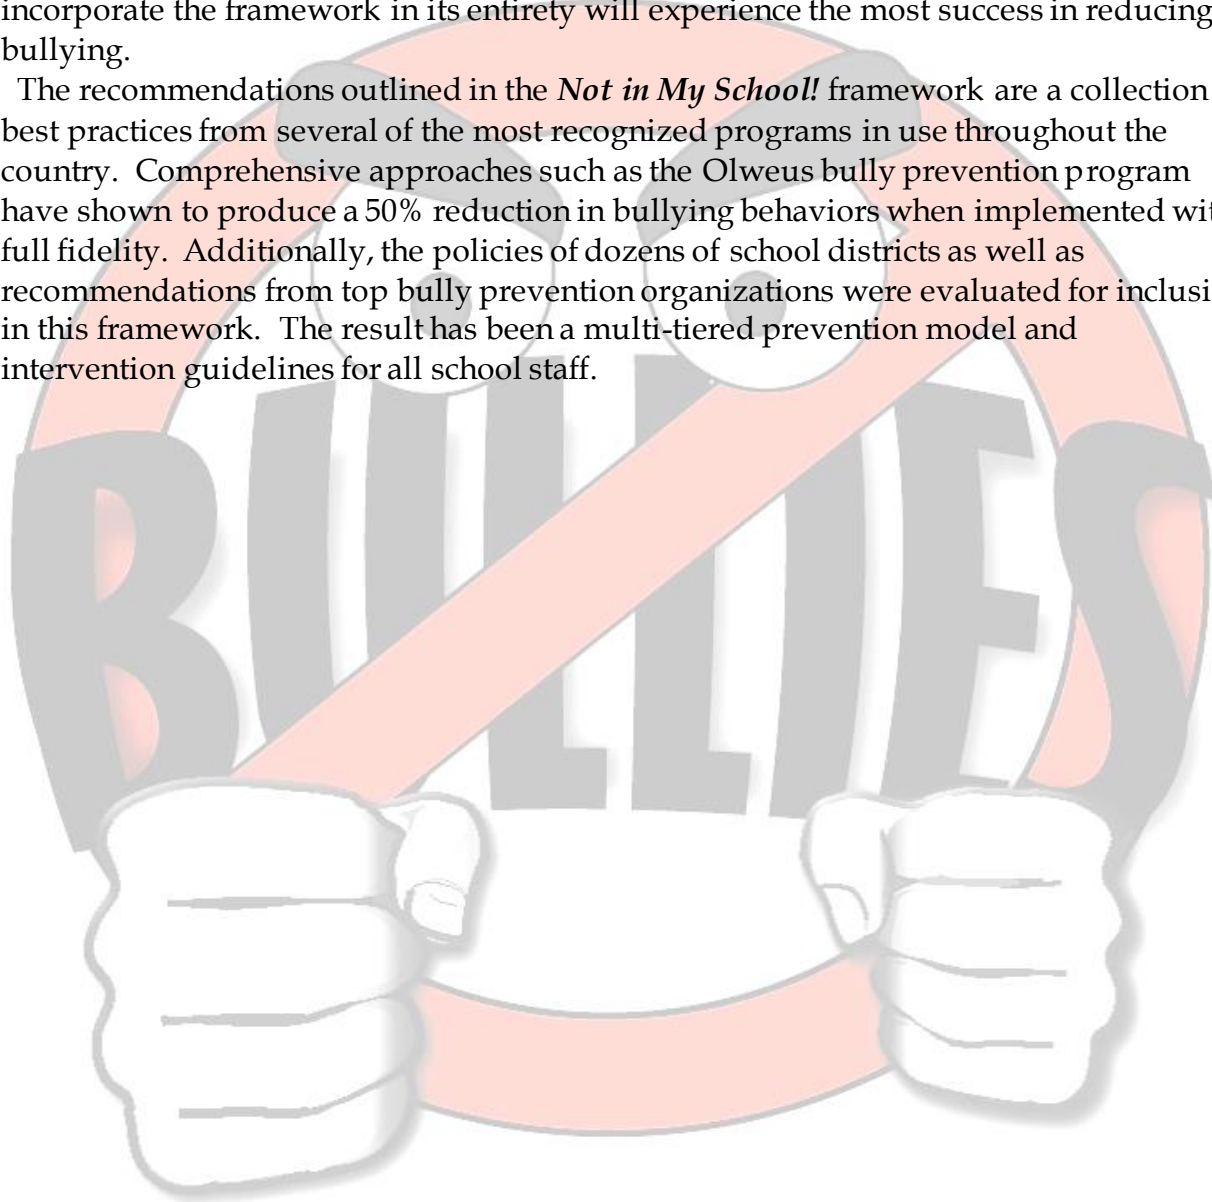 incorporate the framework in its entirety will experience the most success in reducing
bullying.
The recommendations outlined in the Not in My School! framework are a collection
best practices from several of the most recognized programs in use throughout the
country. Comprehensive approaches such as the Olweus bully prevention program
have shown to produce a 50% reduction in bullying behaviors when implemented wit
full fidelity. Additionally, the policies of dozens of school districts as well as
recommendations from top bully prevention organizations were evaluated for inclusi
in this framework. The result has been a multi-tiered prevention model and
intervention guidelines for all school staff.
BULLIES